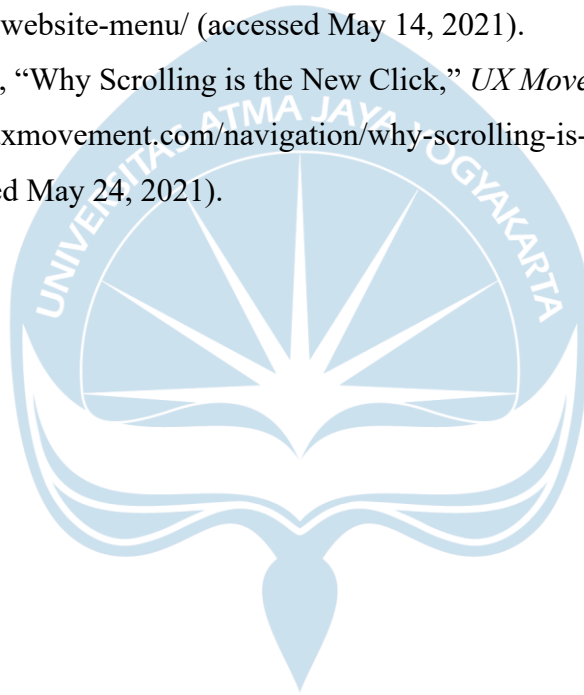 website-menu/ (accessed May 14, 2021).
, “Why Scrolling is the New Click,” UX Move
xmovement.com/navigation/why-scrolling-is-
ed May 24, 2021).
UNIVERSITAS ATMA JAYA YOGYAKARTA